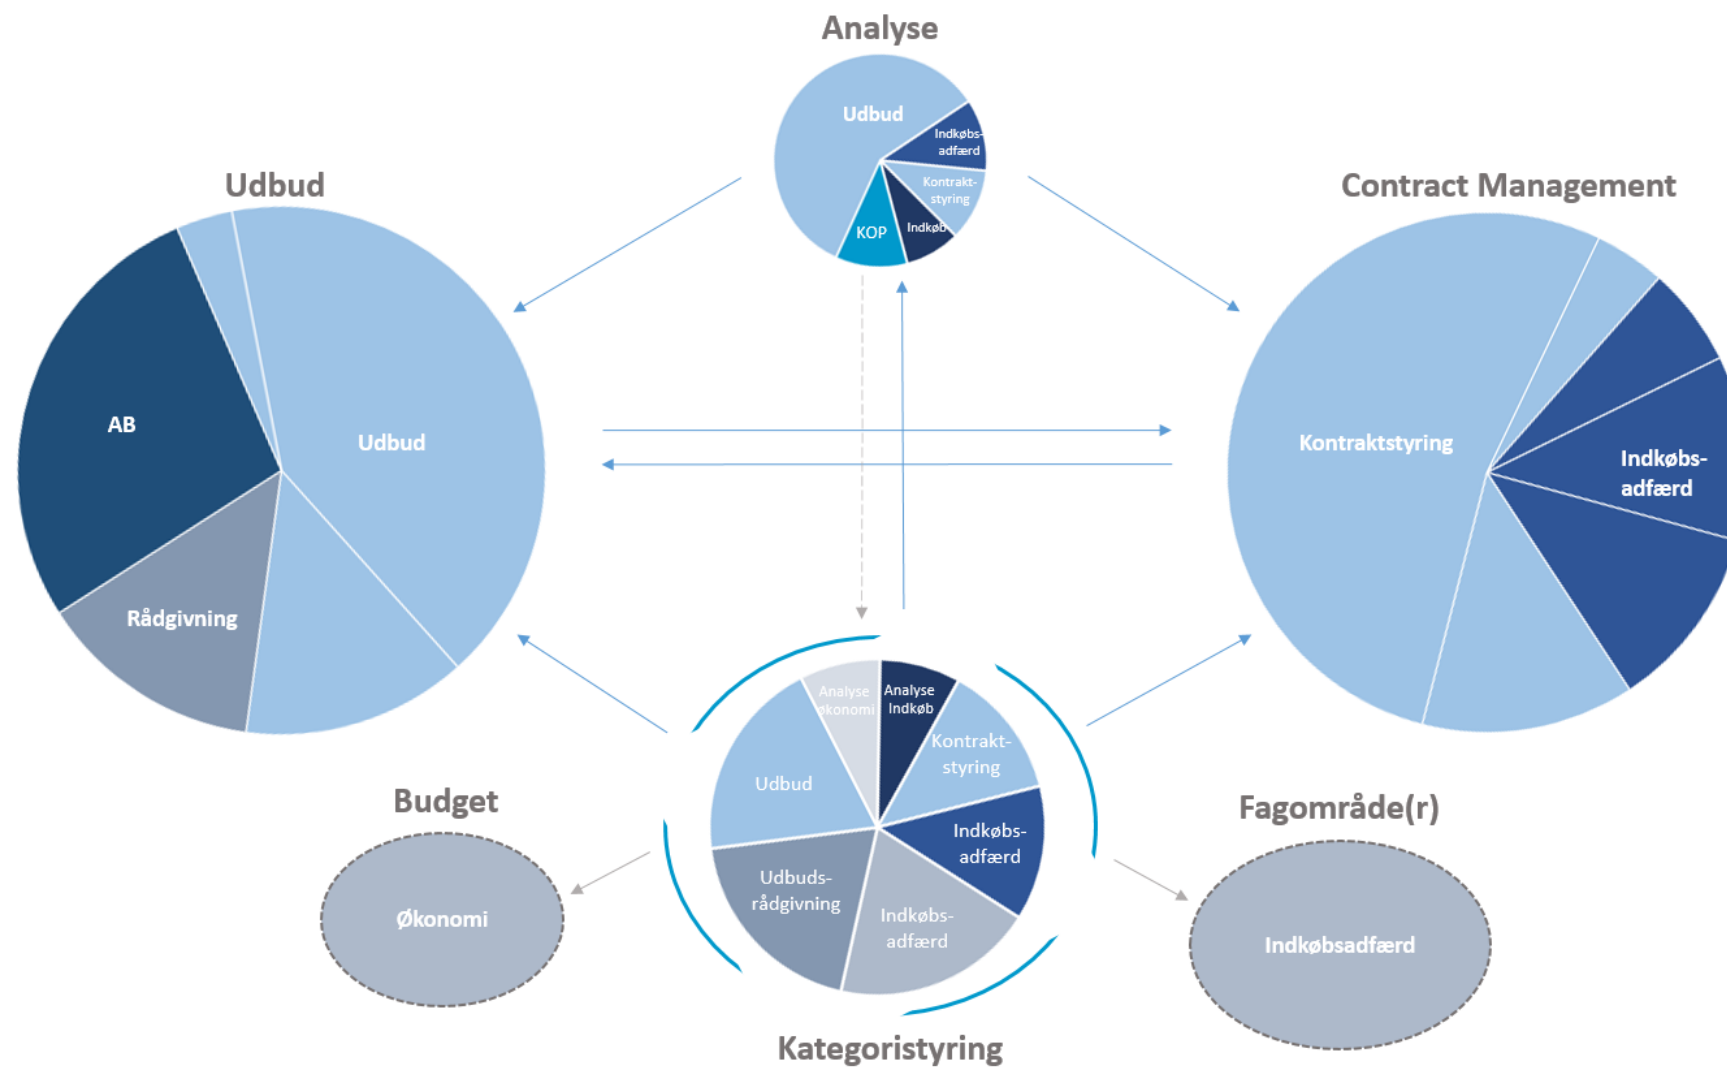 Analyse
Udbud
Indkøbs-
adfærd
Kontrakt-
styring
Indkøb
KOP
Udbud
AB
Udbud
Rådgivning
Contract Management
Kontraktstyring
Indkøbs-
adfærd
Analyse
økonomi
Analyse
Indkøb
Kontrakt-
styring
Udbud
Indkøbs-
adfærd
Udbuds-
rådgivning
Indkøbs-
adfærd
Kategoristyring
Budget
Økonomi
Fagområde(r)
Indkøbsadfærd